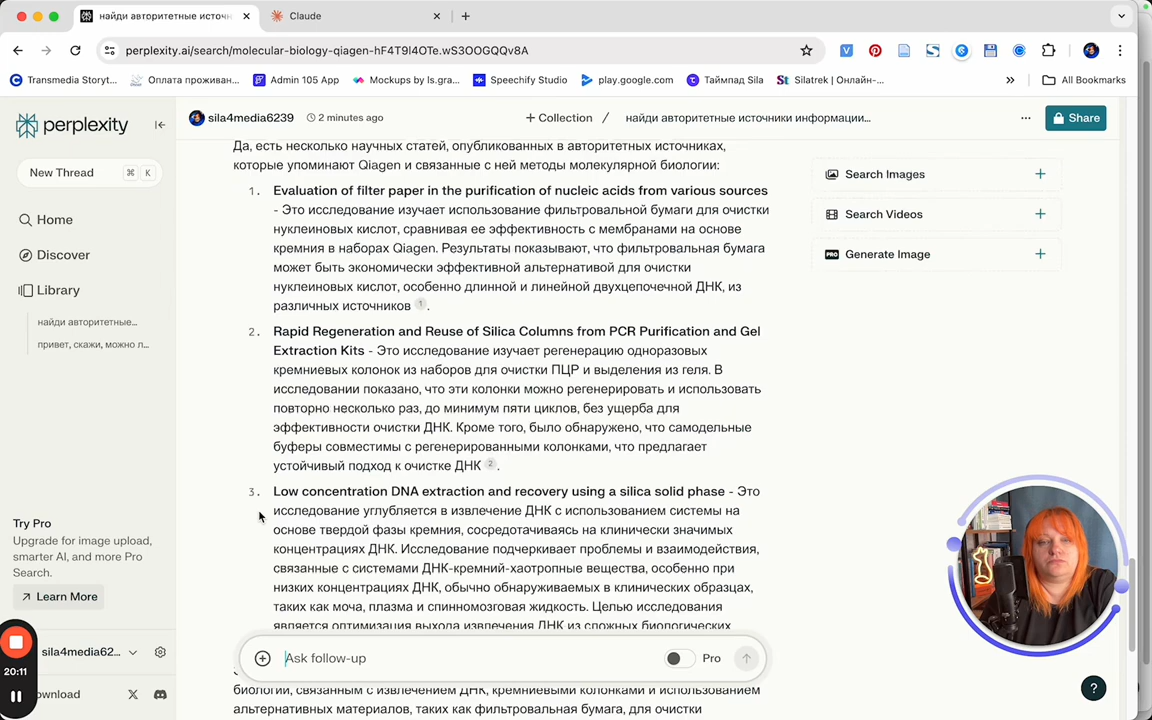 найди авторитетные источн
Claude
perplexity.ai/search/molecular-biology-qiagen-hF4T9l4OTe.wS3OOGQQv8A
Transmedia Storyt...
Оплата проживан...
Admin 105 App
Mockups by ls.gra...
Speechify Studio
play.google.com
Таймпад Sila
Silatrek | Онлайн-...
All Bookmarks
perplexity
New Thread
⌘ K
Home
Discover
Library
найди авторитетные...
привет, скажи, можно л...
Try Pro
Upgrade for image upload,
smarter AI, and more Pro
Search.
Learn More
sila4media62...
20:11
ownload
sila4media6239
2 minutes ago
+ Collection / найди авторитетные источники информации...
Share
Да, есть несколько научных статей, опубликованных в авторитетных источниках,
которые упоминают Qiagen и связанные с ней методы молекулярной биологии:
1. Evaluation of filter paper in the purification of nucleic acids from various sources
- Это исследование изучает использование фильтровальной бумаги для очистки
нуклеиновых кислот, сравнивая ее эффективность с мембранами на основе
кремния в наборах Qiagen. Результаты показывают, что фильтровальная бумага
может быть экономически эффективной альтернативой для очистки
нуклеиновых кислот, особенно длинной и линейной двухцепочечной ДНК, из
различных источников 1.
2. Rapid Regeneration and Reuse of Silica Columns from PCR Purification and Gel
Extraction Kits - Это исследование изучает регенерацию одноразовых
кремниевых колонок из наборов для очистки ПЦР и выделения из геля. В
исследовании показано, что эти колонки можно регенерировать и использовать
повторно несколько раз, до минимум пяти циклов, без ущерба для
эффективности очистки ДНК. Кроме того, было обнаружено, что самодельные
буферы совместимы с регенерированными колонками, что предлагает
устойчивый подход к очистке ДНК 2.
3. Low concentration DNA extraction and recovery using a silica solid phase - Это
исследование углубляется в извлечение ДНК с использованием системы на
основе твердой фазы кремния, сосредотачиваясь на клинически значимых
концентрациях ДНК. Исследование подчеркивает проблемы и взаимодействия,
связанные с системами ДНК-кремний-хаотропные вещества, особенно при
низких концентрациях ДНК, обычно обнаруживаемых в клинических образцах,
таких как моча, плазма и спинномозговая жидкость. Целью исследования
является оптимизация выхода извлечения ДНК из сложных биологических
Ask follow-up
Pro
биологии, связанным с извлечением ДНК, кремниевыми колонками и использованием
альтернативных материалов, таких как фильтровальная бумага, для очистки
Search Images
Search Videos
PRO Generate Image
?